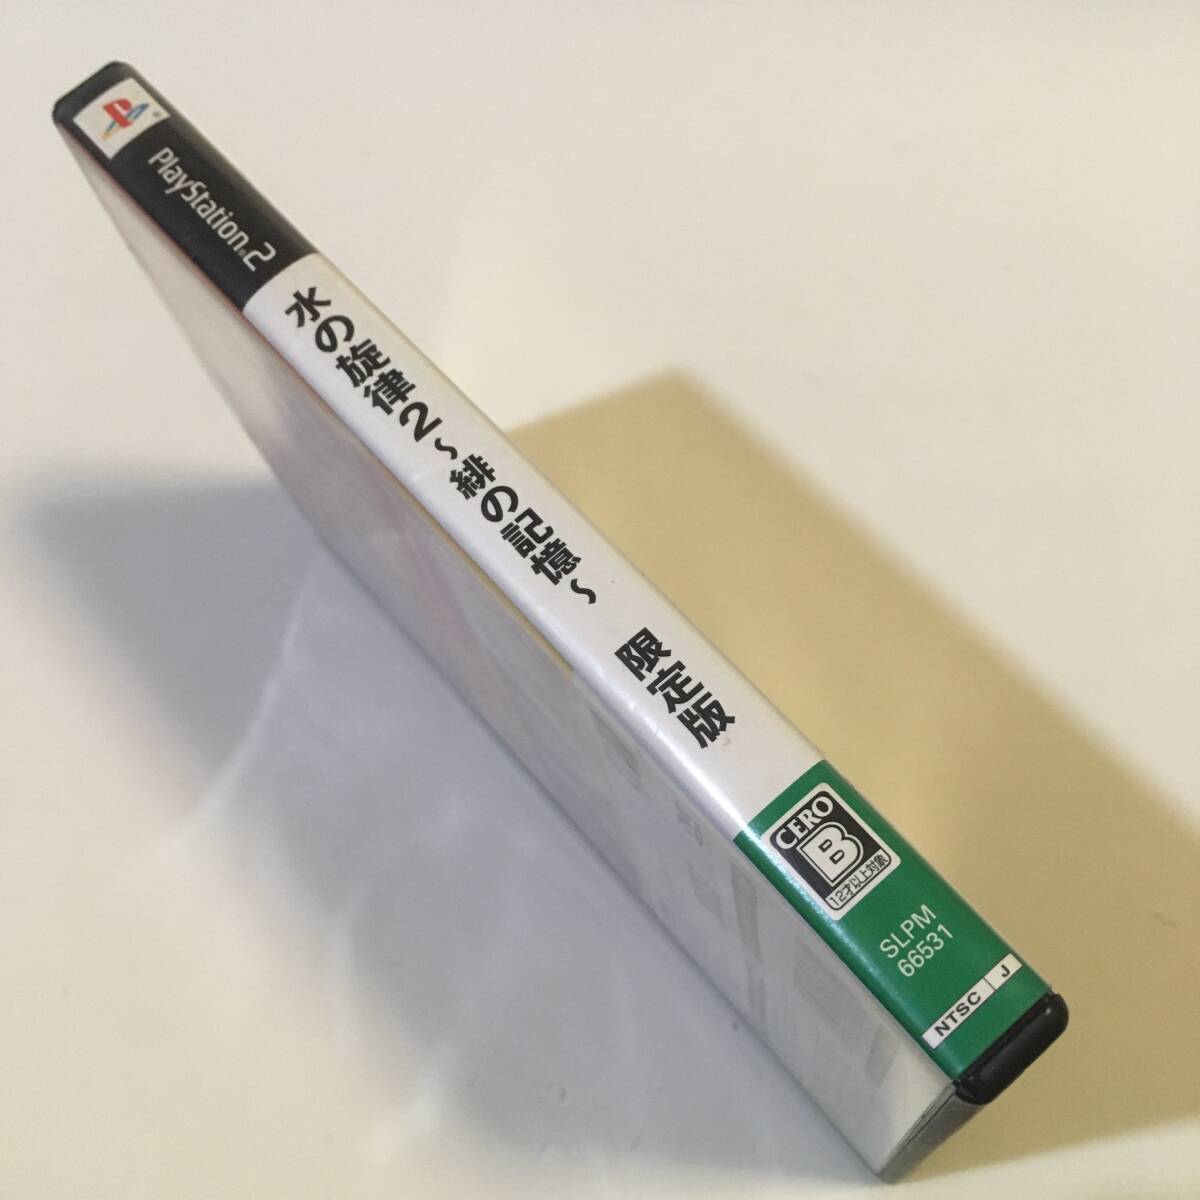 PlayStation®2
水の旋律2～緋の記憶～ 限定版
CERO
B
12才以上対象
SLPM
66531
NTSC J